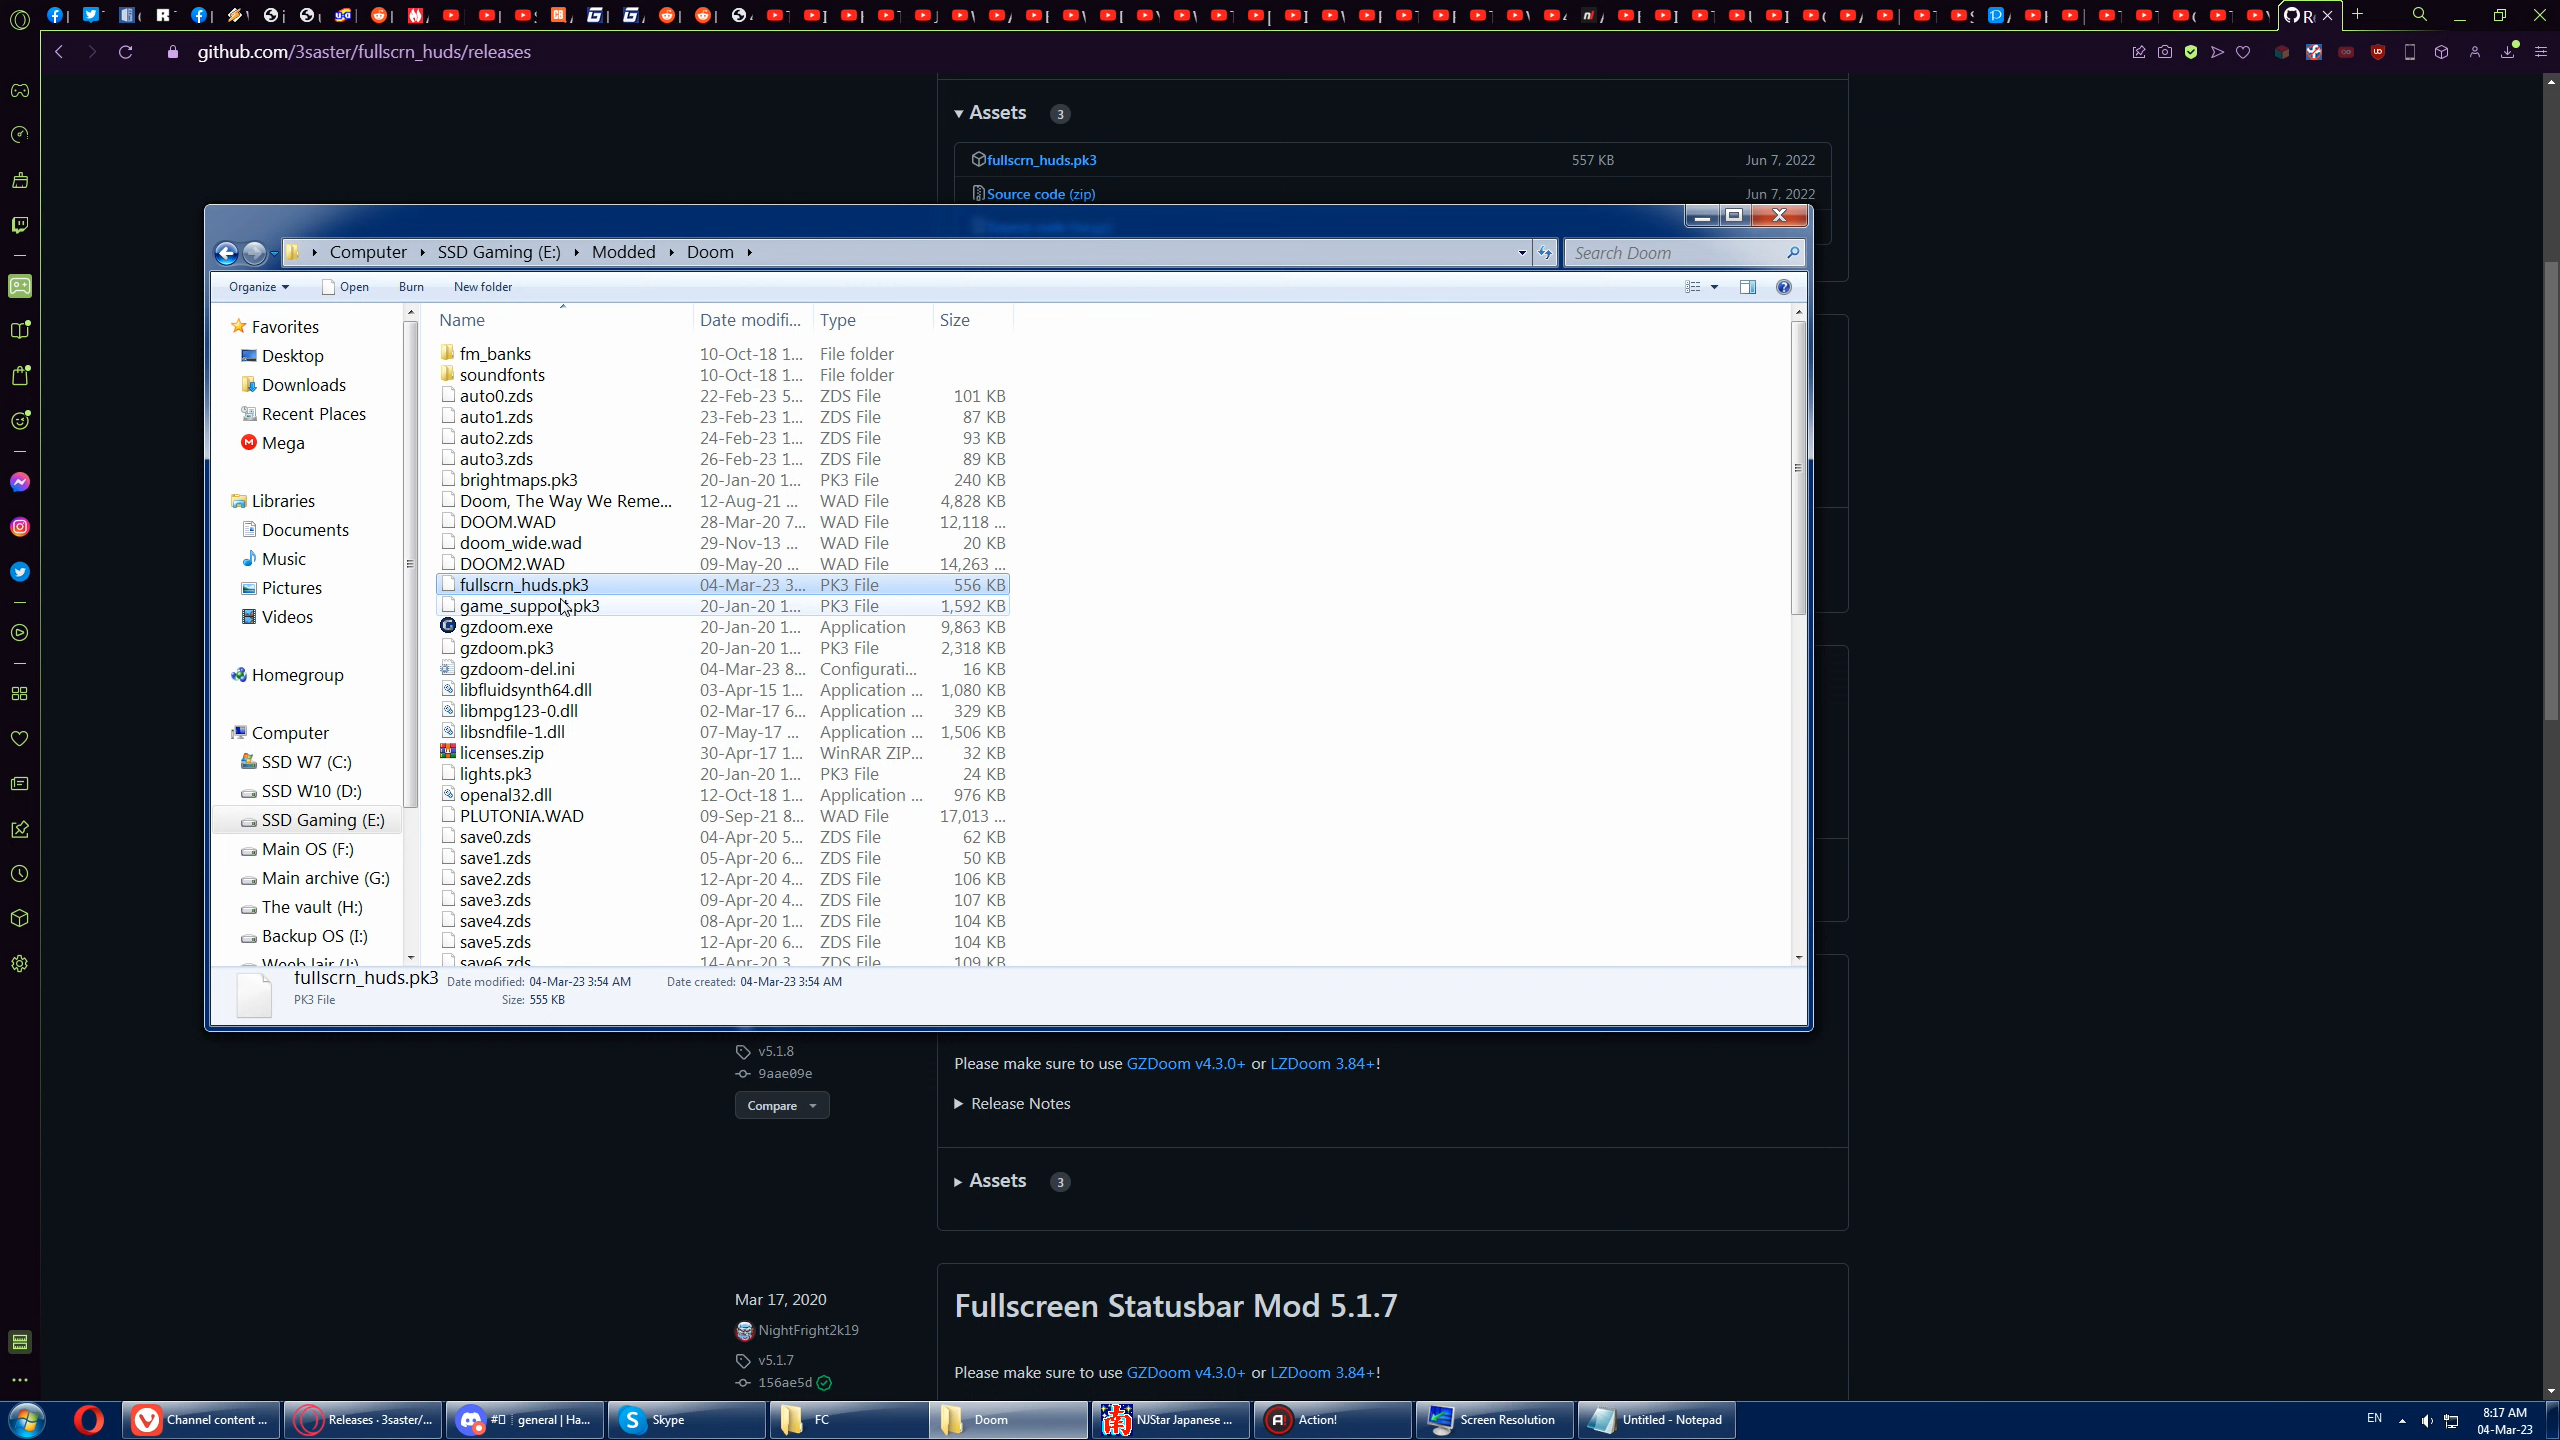 github.com/3saster/fullscrn_huds/releases
Assets 3
fullscrn_huds.pk3 557 KB Jun 7, 2022
Source code (zip) Jun 7, 2022
Computer SSD Gaming (E:) Modded Doom
Search Doom
Organize Open Burn New folder
Name Date modifi... Type Size
fm_banks 10-Oct-18 1... File folder
soundfonts 10-Oct-18 1... File folder
auto0.zds 22-Feb-23 5... ZDS File 101 KB
auto1.zds 23-Feb-23 1... ZDS File 87 KB
auto2.zds 24-Feb-23 1... ZDS File 93 KB
auto3.zds 26-Feb-23 1... ZDS File 89 KB
brightmaps.pk3 20-Jan-20 1... PK3 File 240 KB
Doom, The Way We Reme... 12-Aug-21 ... WAD File 4,828 KB
DOOM.WAD 28-Mar-20 7... WAD File 12,118 ...
doom_wide.wad 29-Nov-13 ... WAD File 20 KB
DOOM2.WAD 09-May-20 ... WAD File 14,263 ...
fullscrn_huds.pk3 04-Mar-23 3... PK3 File 556 KB
game_support.pk3 20-Jan-20 1... PK3 File 1,592 KB
gzdoom.exe 20-Jan-20 1... Application 9,863 KB
gzdoom.pk3 20-Jan-20 1... PK3 File 2,318 KB
gzdoom-del.ini 04-Mar-23 8... Configurati... 16 KB
libfluidsynth64.dll 03-Apr-15 1... Application ... 1,080 KB
libmpg123-0.dll 02-Mar-17 6... Application ... 329 KB
libsndfile-1.dll 07-May-17 ... Application ... 1,506 KB
licenses.zip 30-Apr-17 1... WinRAR ZIP... 32 KB
lights.pk3 20-Jan-20 1... PK3 File 24 KB
openal32.dll 12-Oct-18 1... Application ... 976 KB
PLUTONIA.WAD 09-Sep-21 8... WAD File 17,013 ...
save0.zds 04-Apr-20 5... ZDS File 62 KB
save1.zds 05-Apr-20 6... ZDS File 50 KB
save2.zds 12-Apr-20 4... ZDS File 106 KB
save3.zds 09-Apr-20 4... ZDS File 107 KB
save4.zds 08-Apr-20 1... ZDS File 104 KB
save5.zds 12-Apr-20 6... ZDS File 104 KB
save6.zds 14-Apr-20 3... ZDS File 109 KB
Favorites
Desktop
Downloads
Recent Places
Mega
Libraries
Documents
Music
Pictures
Videos
Homegroup
Computer
SSD W7 (C:)
SSD W10 (D:)
SSD Gaming (E:)
Main OS (F:)
Main archive (G:)
The vault (H:)
Backup OS (I:)
Weeb lair (J:)
fullscrn_huds.pk3 Date modified: 04-Mar-23 3:54 AM Date created: 04-Mar-23 3:54 AM
PK3 File Size: 555 KB
v5.1.8
9aae09e
Compare
Please make sure to use GZDoom v4.3.0+ or LZDoom 3.84+!
Release Notes
Assets 3
Mar 17, 2020
NightFright2k19
v5.1.7
156ae5d
Fullscreen Statusbar Mod 5.1.7
Please make sure to use GZDoom v4.3.0+ or LZDoom 3.84+!
Channel content ... Releases · 3saster/... general | Ha... Skype FC Doom NJStar Japanese ... Action! Screen Resolution Untitled - Notepad
EN
8:17 AM
04-Mar-23